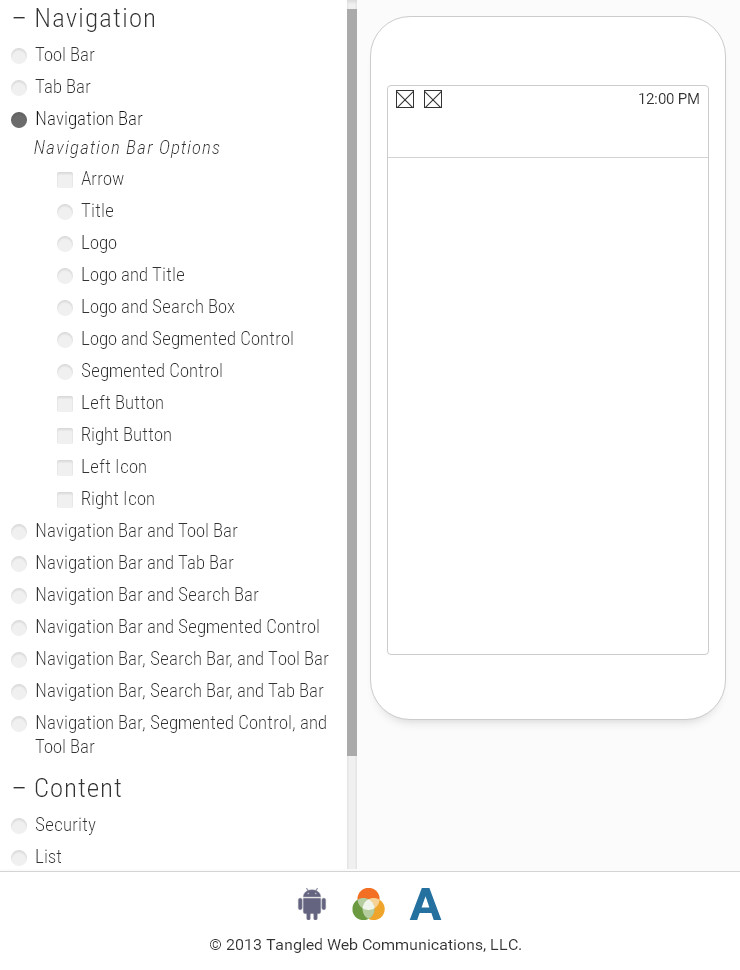 – Navigation
Tool Bar
Tab Bar
Navigation Bar
Navigation Bar Options
Arrow
Title
Logo
Logo and Title
Logo and Search Box
Logo and Segmented Control
Segmented Control
Left Button
Right Button
Left Icon
Right Icon
Navigation Bar and Tool Bar
Navigation Bar and Tab Bar
Navigation Bar and Search Bar
Navigation Bar and Segmented Control
Navigation Bar, Search Bar, and Tool Bar
Navigation Bar, Search Bar, and Tab Bar
Navigation Bar, Segmented Control, and
Tool Bar
– Content
Security
List
12:00 PM
A
© 2013 Tangled Web Communications, LLC.